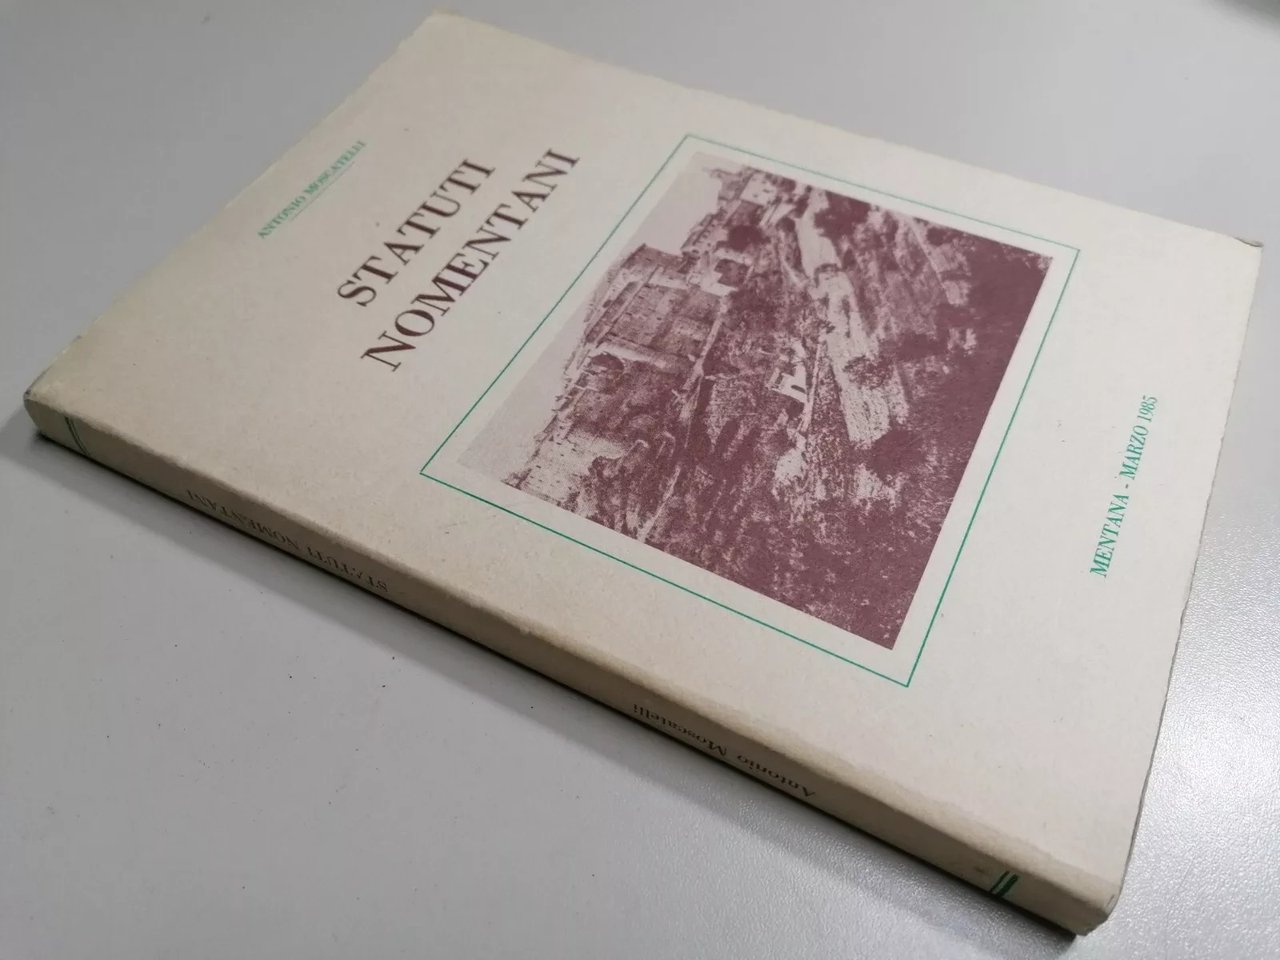 ANTONIO MOSCATELLI
STATUTI
NOMENTANI
MENTANA - MARZO 1985
STATUTI NOMENTANI
Antonio Moscatelli